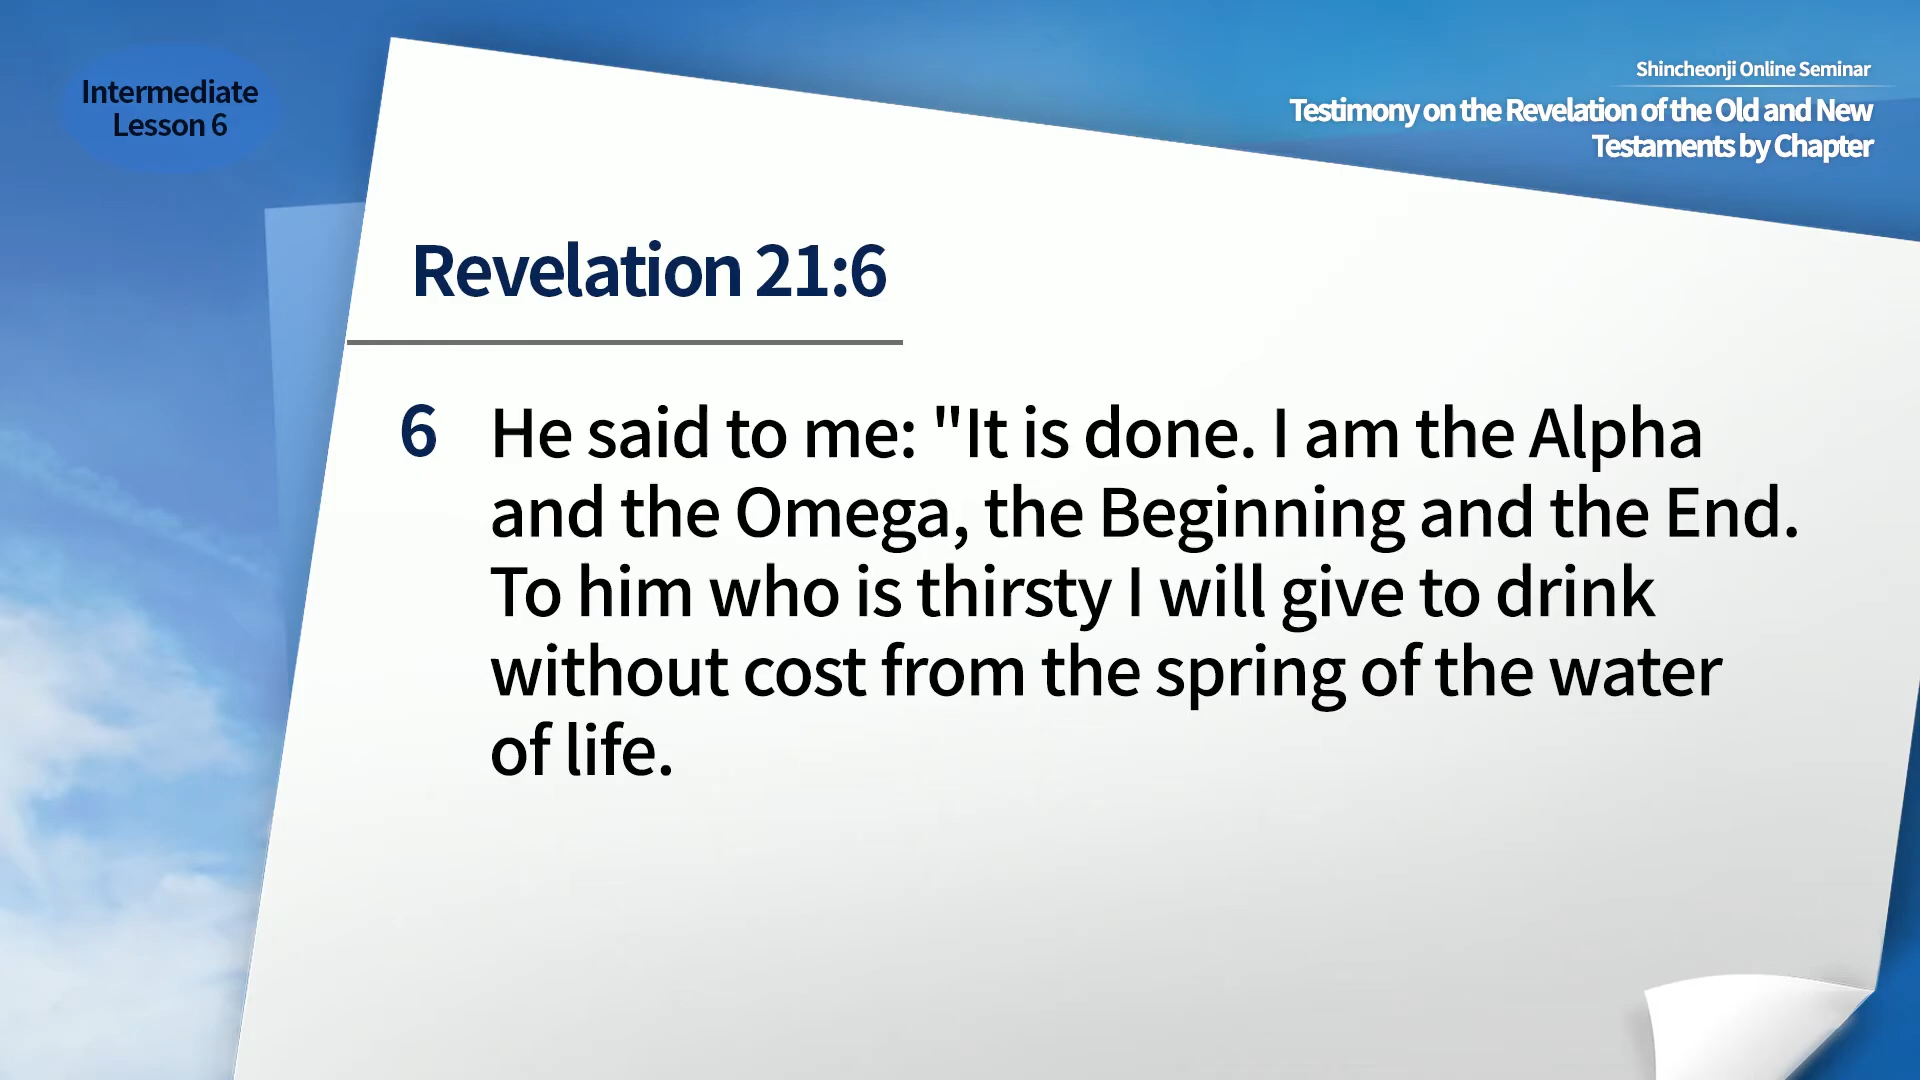 Intermediate
Lesson 6
Shincheonji Online Seminar
Testimony on the Revelation of the Old and New
Testaments by Chapter
Revelation 21:6
6 He said to me: "It is done. I am the Alpha
and the Omega, the Beginning and the End.
To him who is thirsty I will give to drink
without cost from the spring of the water
of life.